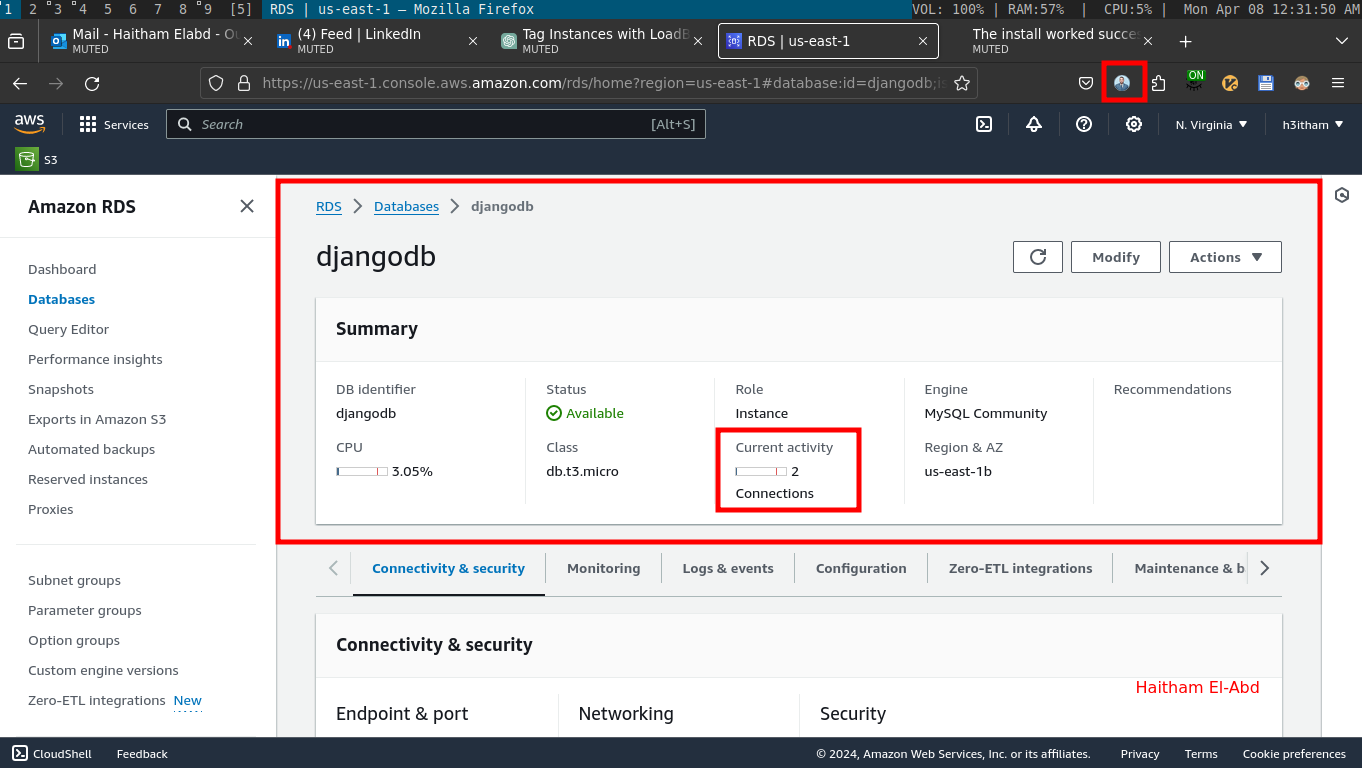 1 2 3 4 5 6 7 8 9 [5] RDS | us-east-1 — Mozilla Firefox VOL: 100% | RAM:57% | CPU:5% | Mon Apr 08 12:31:50 AM
Mail - Haitham Elabd - Ou
MUTED
(4) Feed | LinkedIn
MUTED
Tag Instances with LoadB
MUTED
RDS | us-east-1
The install worked succe
MUTED
https://us-east-1.console.aws.amazon.com/rds/home?region=us-east-1#database:id=djangodb;is
ON
aws
Services
Search
[Alt+S]
N. Virginia
h3itham
S3
Amazon RDS
Dashboard
Databases
Query Editor
Performance insights
Snapshots
Exports in Amazon S3
Automated backups
Reserved instances
Proxies
Subnet groups
Parameter groups
Option groups
Custom engine versions
Zero-ETL integrations New
RDS Databases djangodb
djangodb
Modify
Actions
Summary
DB identifier
djangodb
Status
Available
Role
Instance
Engine
MySQL Community
Recommendations
CPU
3.05%
Class
db.t3.micro
Current activity
2
Connections
Region & AZ
us-east-1b
Connectivity & security
Monitoring
Logs & events
Configuration
Zero-ETL integrations
Maintenance & b
Connectivity & security
Haitham El-Abd
Endpoint & port
Networking
Security
CloudShell
Feedback
© 2024, Amazon Web Services, Inc. or its affiliates.
Privacy
Terms
Cookie preferences